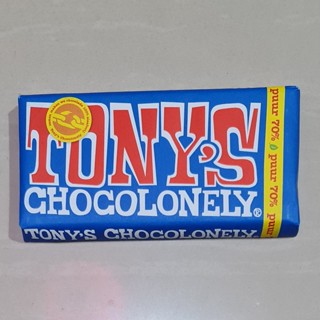 TONY'S
CHOCOLONELY®
TONY'S CHOCOLONELY
puur 70% puur 70% puur